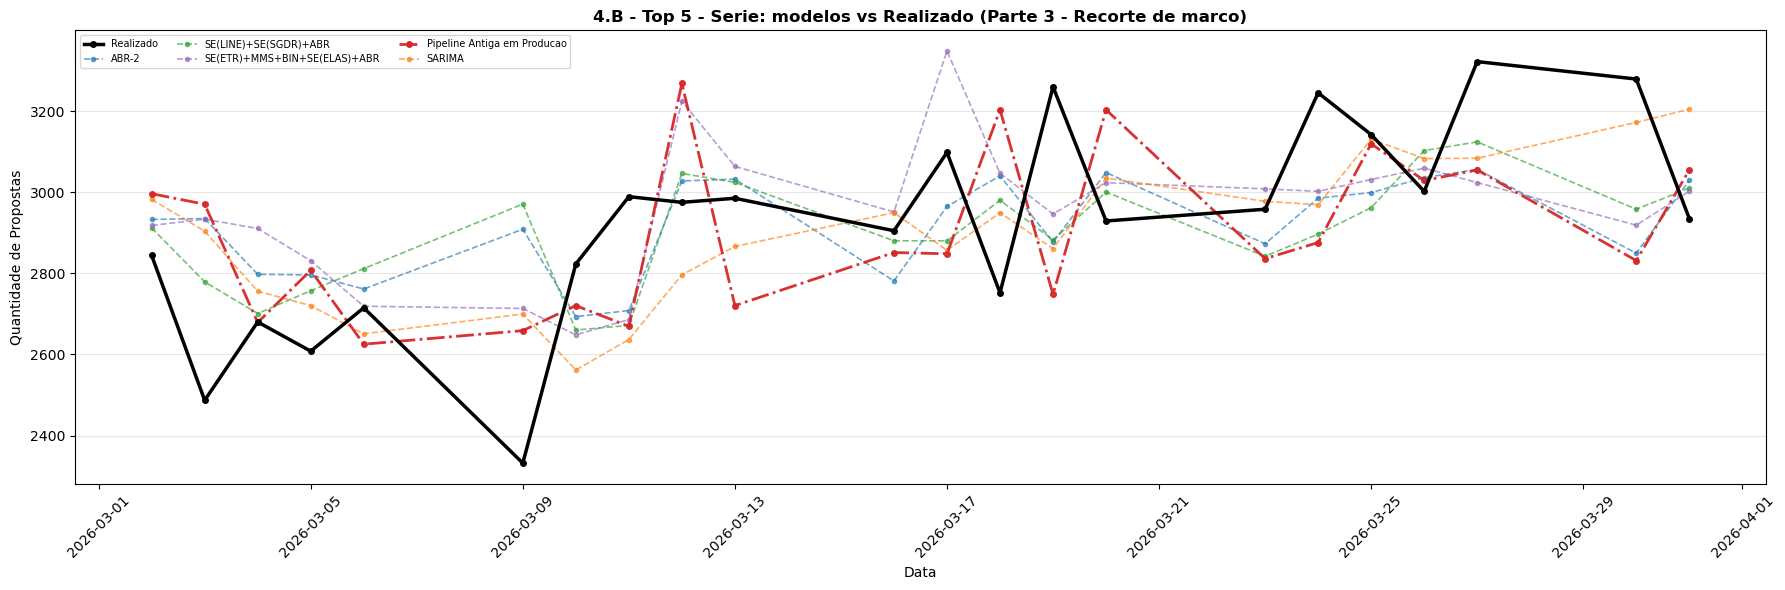 4.B - Top 5 - Serie: modelos vs Realizado (Parte 3 - Recorte de marco)
Realizado
ABR-2
SE(LINE)+SE(SGDR)+ABR
SE(ETR)+MMS+BIN+SE(ELAS)+ABR
Pipeline Antiga em Producao
SARIMA
Quantidade de Propostas
3200
3000
2800
2600
2400
2026-03-01
2026-03-05
2026-03-09
2026-03-13
2026-03-17
2026-03-21
2026-03-25
2026-03-29
2026-04-01
Data